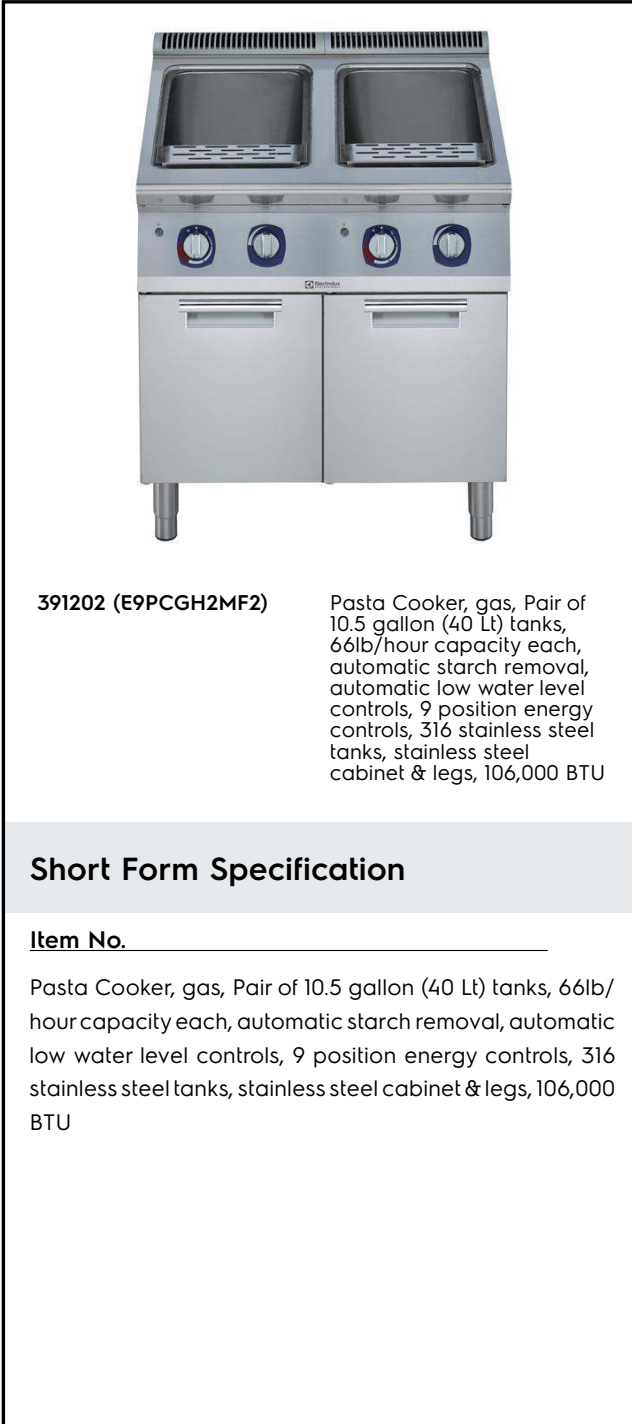 Electrolux
391202 (E9PCGH2MF2)
Pasta Cooker, gas, Pair of
10.5 gallon (40 Lt) tanks,
66lb/hour capacity each,
automatic starch removal,
automatic low water level
controls, 9 position energy
controls, 316 stainless steel
tanks, stainless steel
cabinet & legs, 106,000 BTU
Short Form Specification
Item No.
Pasta Cooker, gas, Pair of 10.5 gallon (40 Lt) tanks, 66lb/
hour capacity each, automatic starch removal, automatic
low water level controls, 9 position energy controls, 316
stainless steel tanks, stainless steel cabinet & legs, 106,000
BTU